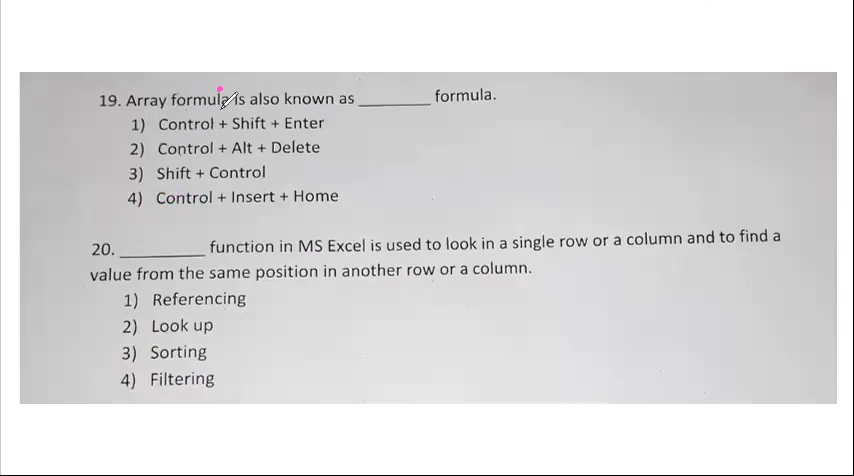 19. Array formula is also known as ________ formula.
1) Control + Shift + Enter
2) Control + Alt + Delete
3) Shift + Control
4) Control + Insert + Home
20. __________ function in MS Excel is used to look in a single row or a column and to find a
value from the same position in another row or a column.
1) Referencing
2) Look up
3) Sorting
4) Filtering